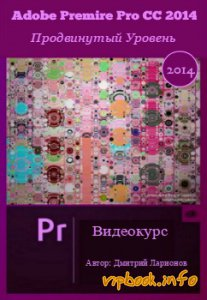 Adobe Premire Pro CC 2014
Продвинутый Уровень
2014
Pr
Видеокурс
Автор: Дмитрий Ларионов
vipbook.info